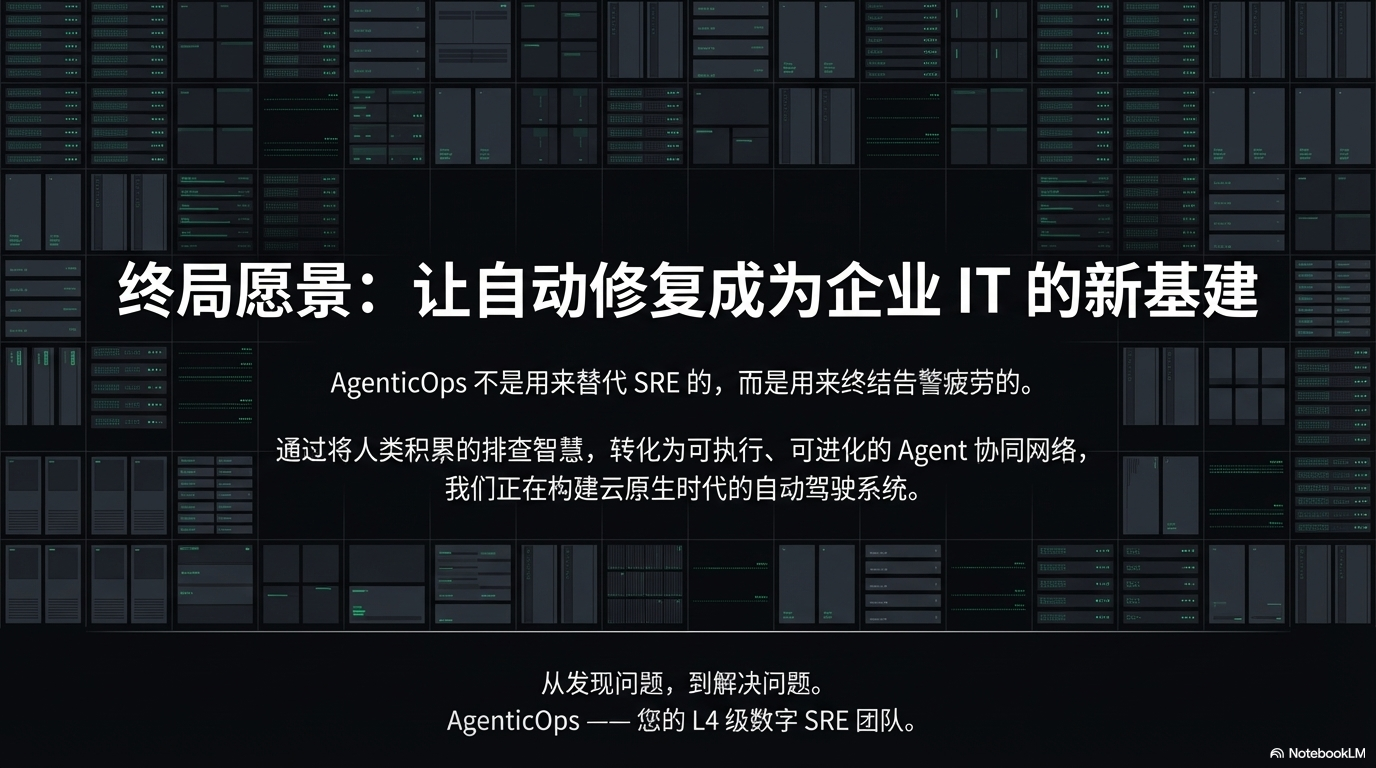 终局愿景：让自动修复成为企业 IT 的新基建
AgenticOps 不是用来替代 SRE 的，而是用来终结告警疲劳的。
通过将人类积累的排查智慧，转化为可执行、可进化的 Agent 协同网络，
我们正在构建云原生时代的自动驾驶系统。
从发现问题，到解决问题。
AgenticOps —— 您的 L4 级数字 SRE 团队。
NotebookLM